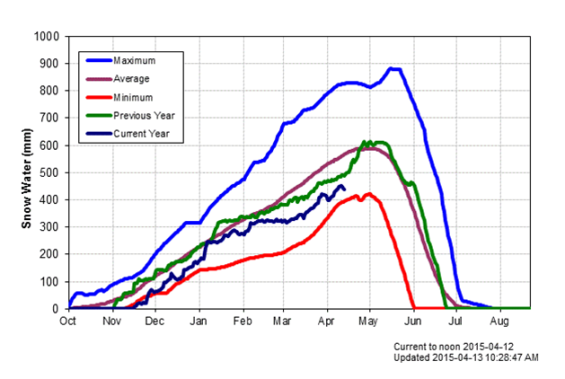 1000
900
800
700
600
500
400
300
200
100
0
Snow Water (mm)
Maximum
Average
Minimum
Previous Year
Current Year
Oct Nov Dec Jan Feb Mar Apr May Jun Jul Aug
Current to noon 2015-04-12
Updated 2015-04-13 10:28:47 AM